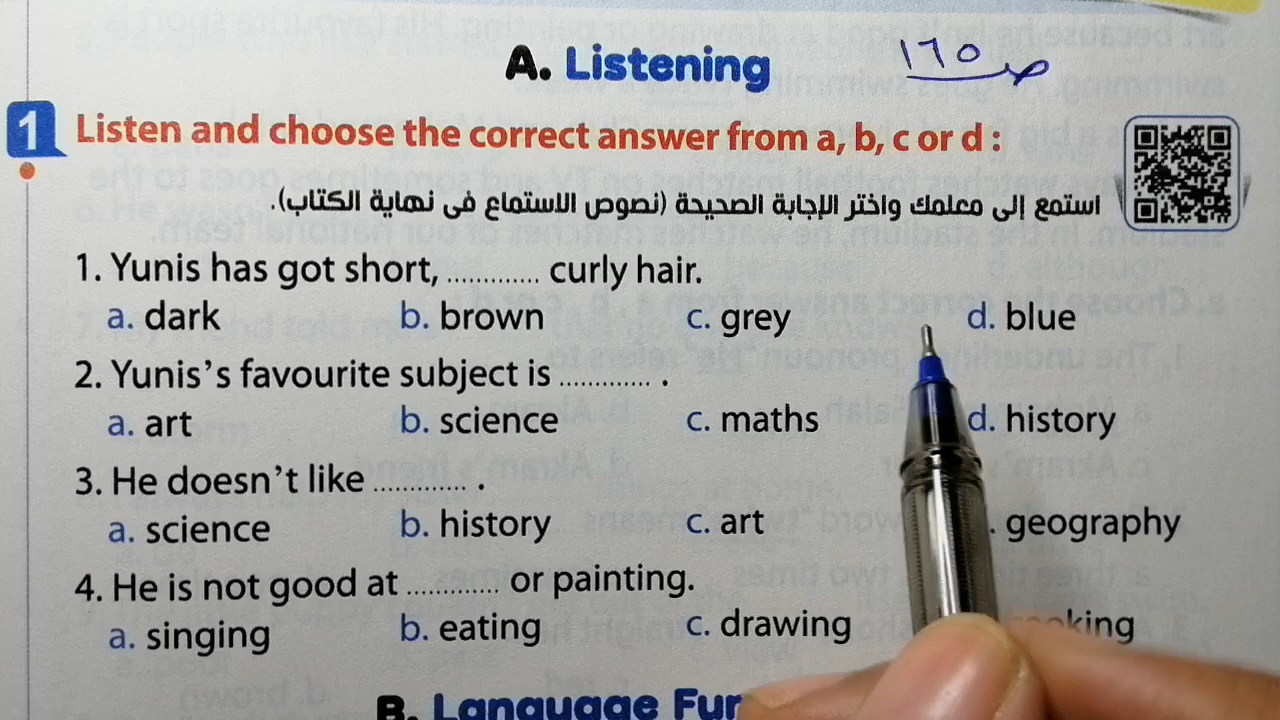 A. Listening
ص ١٦٥
1 Listen and choose the correct answer from a, b, c or d :
استمع إلى معلمك واختر الإجابة الصحيحة (نصوص الاستماع فى نهاية الكتاب).
1. Yunis has got short, ............. curly hair.
a. dark b. brown c. grey d. blue
2. Yunis's favourite subject is ............. .
a. art b. science c. maths d. history
3. He doesn't like ............. .
a. science b. history c. art . geography
4. He is not good at ............. or painting.
a. singing b. eating c. drawing
B. Language Fun